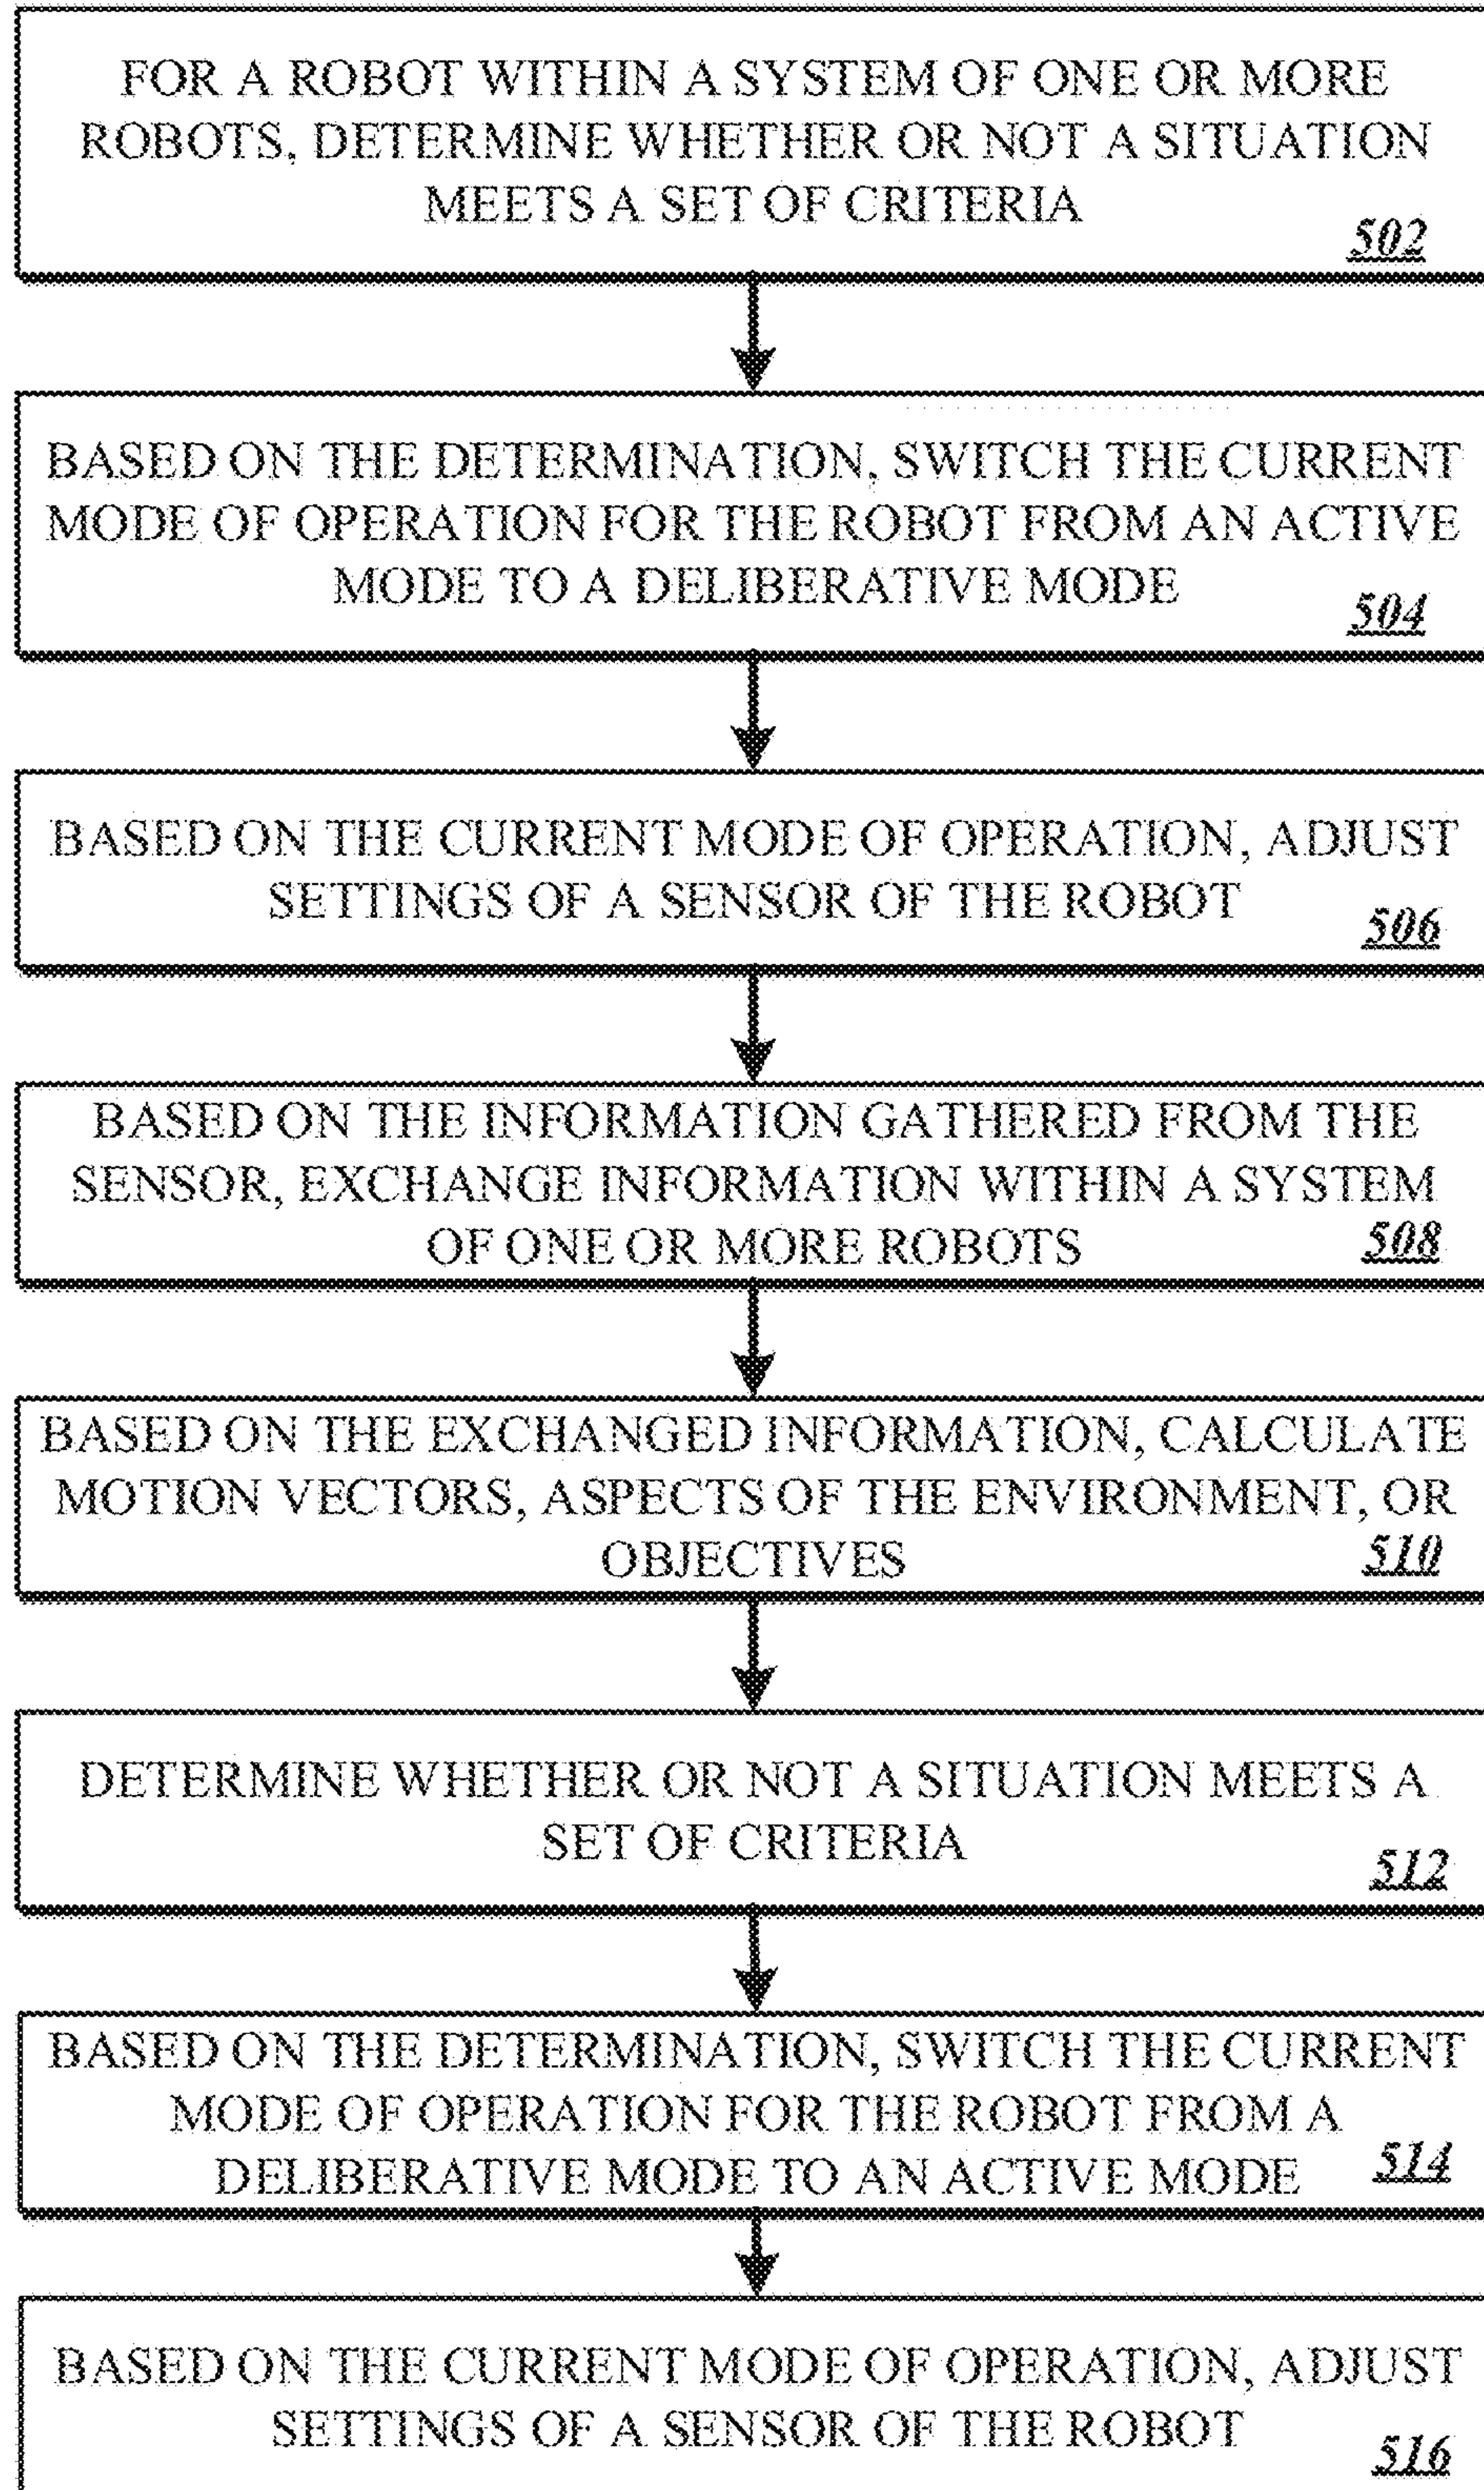 FOR A ROBOT WITHIN A SYSTEM OF ONE OR MORE
ROBOTS, DETERMINE WHETHER OR NOT A SITUATION
MEETS A SET OF CRITERIA
502
BASED ON THE DETERMINATION, SWITCH THE CURRENT
MODE OF OPERATION FOR THE ROBOT FROM AN ACTIVE
MODE TO A DELIBERATIVE MODE
504
BASED ON THE CURRENT MODE OF OPERATION, ADJUST
SETTINGS OF A SENSOR OF THE ROBOT
506
BASED ON THE INFORMATION GATHERED FROM THE
SENSOR, EXCHANGE INFORMATION WITHIN A SYSTEM
OF ONE OR MORE ROBOTS 508
BASED ON THE EXCHANGED INFORMATION, CALCULATE
MOTION VECTORS, ASPECTS OF THE ENVIRONMENT, OR
OBJECTIVES 510
DETERMINE WHETHER OR NOT A SITUATION MEETS A
SET OF CRITERIA
512
BASED ON THE DETERMINATION, SWITCH THE CURRENT
MODE OF OPERATION FOR THE ROBOT FROM A
DELIBERATIVE MODE TO AN ACTIVE MODE 514
BASED ON THE CURRENT MODE OF OPERATION, ADJUST
SETTINGS OF A SENSOR OF THE ROBOT
516